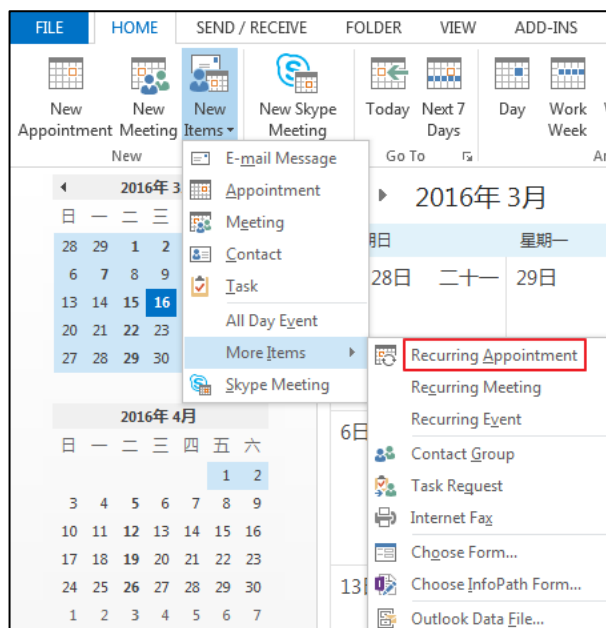 FILE HOME SEND / RECEIVE FOLDER VIEW ADD-INS
New Appointment
New Meeting
New Items
New Skype Meeting
Today
Next 7 Days
Day
Work Week
New
Go To
E-mail Message
Appointment
Meeting
Contact
Task
All Day Event
More Items
Skype Meeting
Recurring Appointment
Recurring Meeting
Recurring Event
Contact Group
Task Request
Internet Fax
Choose Form...
Choose InfoPath Form...
Outlook Data File...
2016年 3
日 一 二 三
28 29 1 2
6 7 8 9
13 14 15 16
20 21 22 23
27 28 29 30
2016年 4月
日 一 二 三 四 五 六
1 2
3 4 5 6 7 8 9
10 11 12 13 14 15 16
17 18 19 20 21 22 23
24 25 26 27 28 29 30
1 2 3 4 5 6 7
2016年 3月
期日 星期一
28日 二十一 29日
6日
13